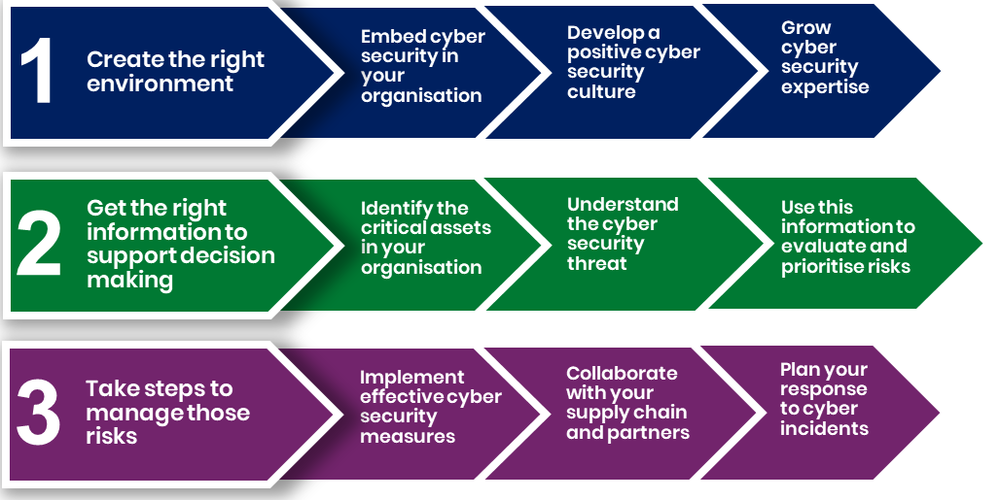 1
Create the right
environment
Embed cyber
security in
your
organisation
Develop a
positive cyber
security
culture
Grow
cyber
security
expertise
2
Get the right
information to
support decision
making
Identify the
critical assets
in your
organisation
Understand
the cyber
security
threat
Use this
information to
evaluate and
prioritise risks
3
Take steps to
manage those
risks
Implement
effective cyber
security
measures
Collaborate
with your
supply chain
and partners
Plan your
response
to cyber
incidents